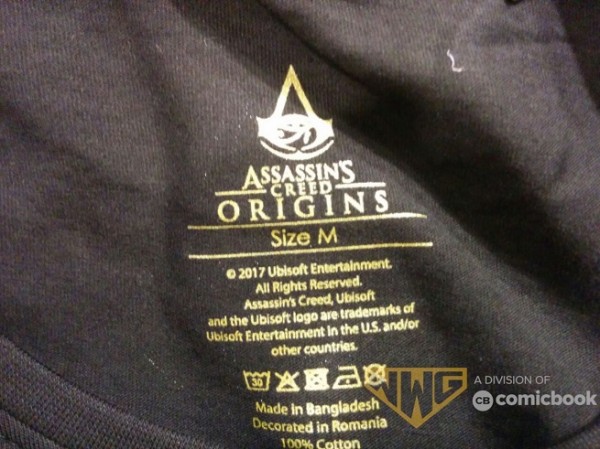 ASSASSIN'S
CREED
ORIGINS
Size M
© 2017 Ubisoft Entertainment.
All Rights Reserved.
Assassin's Creed, Ubisoft
and the Ubisoft logo are trademarks of
Ubisoft Entertainment in the U.S. and/or
other countries.
30
Made in Bangladesh
Decorated in Romania
100% Cotton
WG
A DIVISION OF
CB comicbook